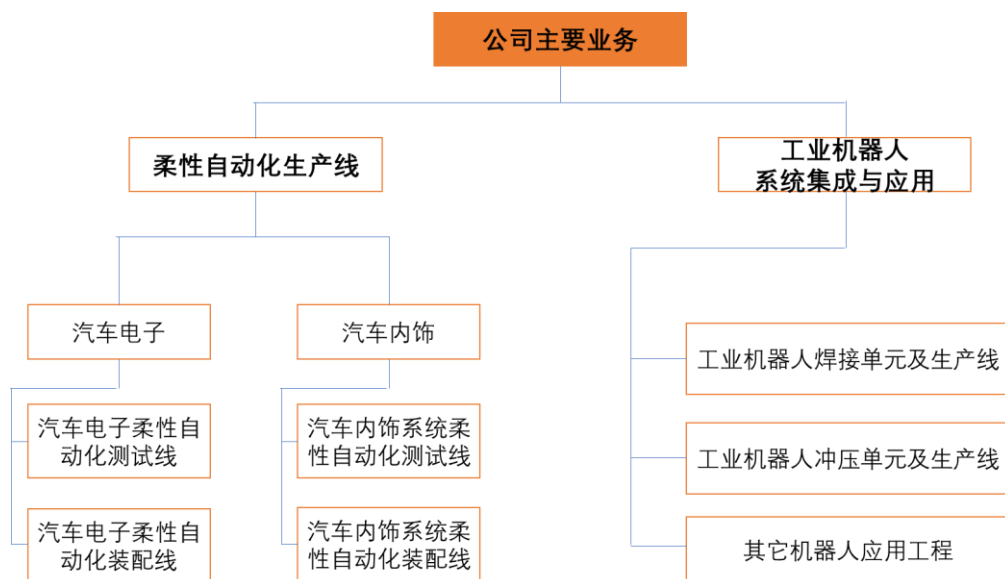 公司主要业务
柔性自动化生产线
工业机器人
系统集成与应用
汽车电子
汽车内饰
工业机器人焊接单元及生产线
汽车电子柔性自
动化测试线
汽车内饰系统柔
性自动化测试线
工业机器人冲压单元及生产线
汽车电子柔性自
动化装配线
汽车内饰系统柔
性自动化装配线
其它机器人应用工程